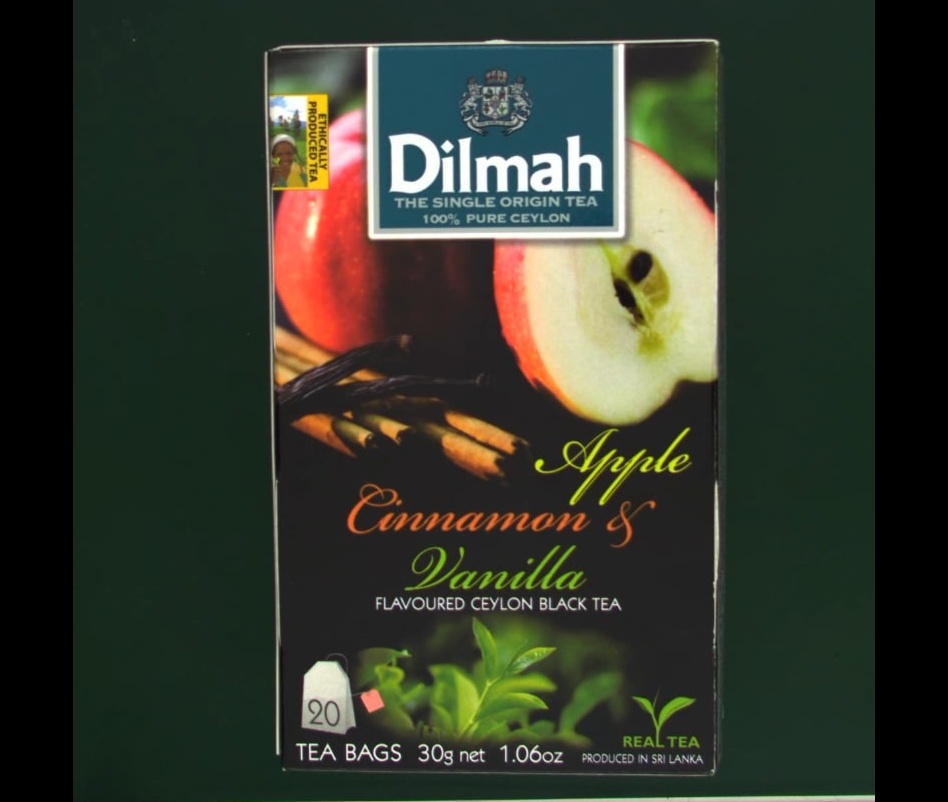 ETHICALLY
PRODUCED TEA
Dilmah
THE SINGLE ORIGIN TEA
100% PURE CEYLON
Apple
Cinnamon &
Vanilla
FLAVOURED CEYLON BLACK TEA
20
TEA BAGS 30g net 1.06oz
REAL TEA
PRODUCED IN SRI LANKA